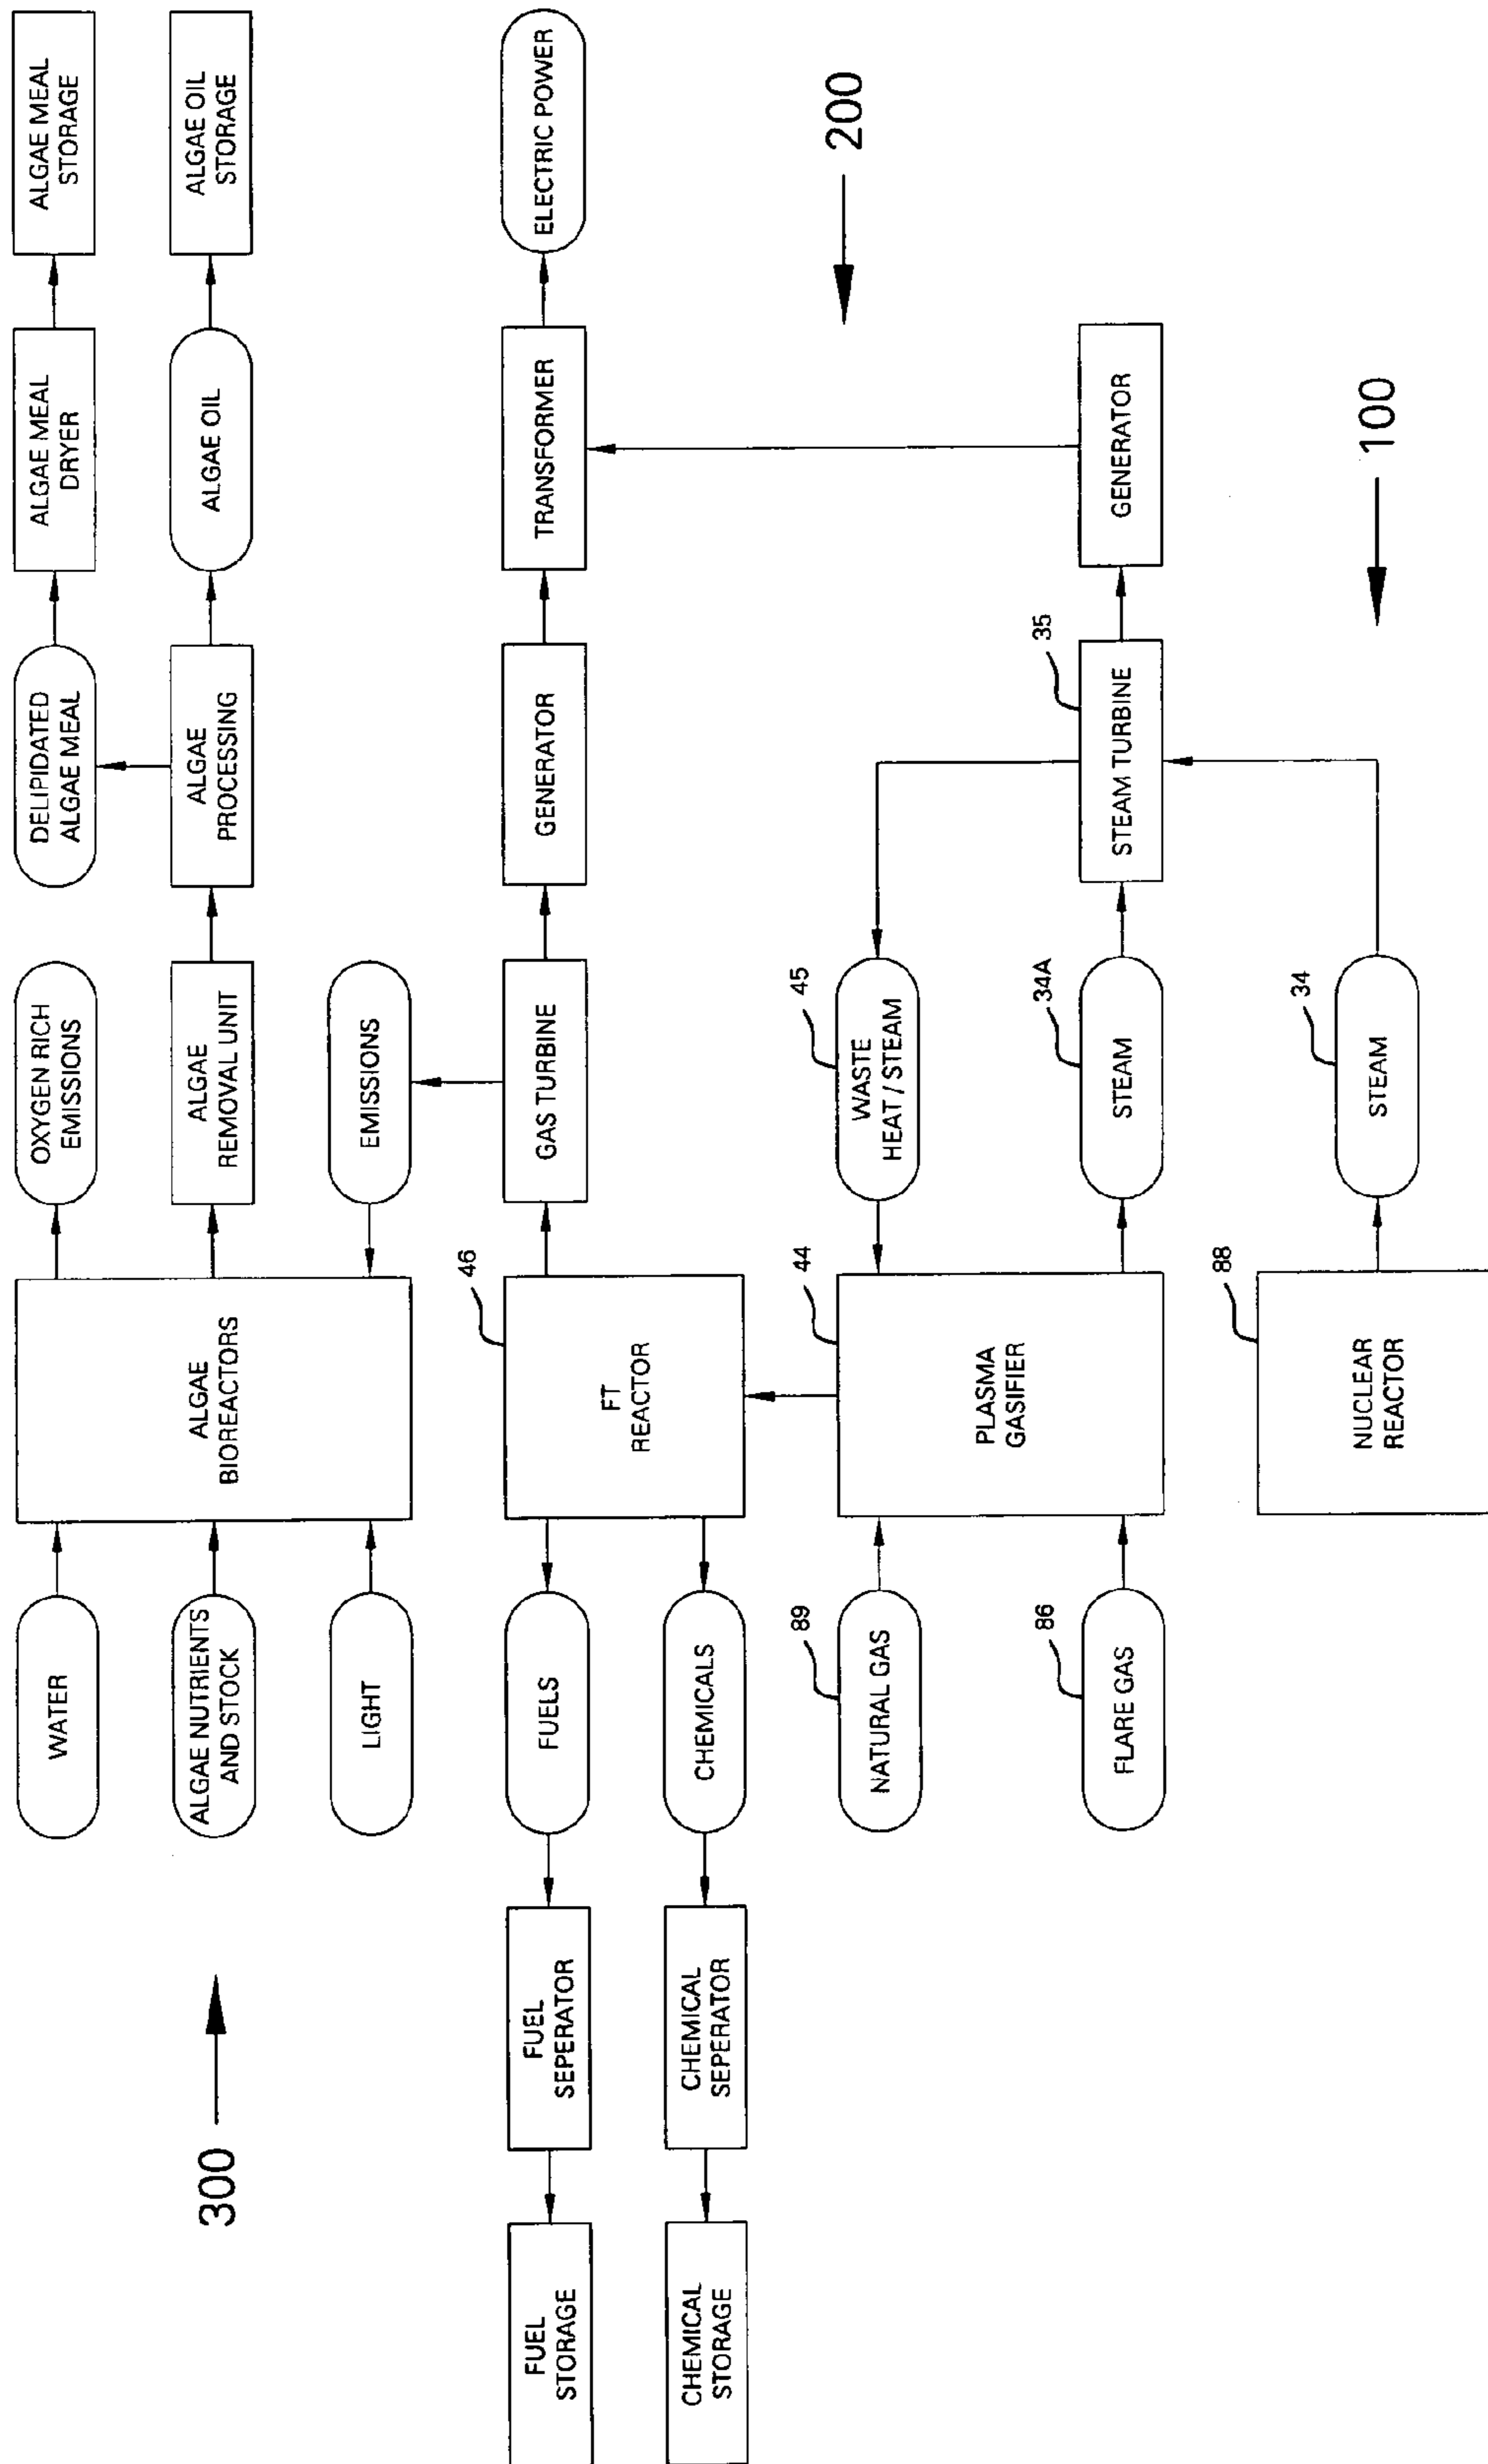 300
WATER
ALGAE NUTRIENTS
AND STOCK
LIGHT
ALGAE
BIOREACTORS
OXYGEN RICH
EMISSIONS
ALGAE
REMOVAL UNIT
EMISSIONS
DELIPIDATED
ALGAE MEAL
ALGAE
PROCESSING
ALGAE MEAL
DRYER
ALGAE OIL
ALGAE MEAL
STORAGE
ALGAE OIL
STORAGE
FUEL
STORAGE
FUEL
SEPERATOR
FUELS
CHEMICAL
STORAGE
CHEMICAL
SEPERATOR
CHEMICALS
46
FT
REACTOR
GAS TURBINE
GENERATOR
TRANSFORMER
ELECTRIC POWER
200
89
NATURAL GAS
86
FLARE GAS
44
PLASMA
GASIFIER
45
WASTE
HEAT / STEAM
34A
STEAM
35
STEAM TURBINE
GENERATOR
88
NUCLEAR
REACTOR
34
STEAM
100